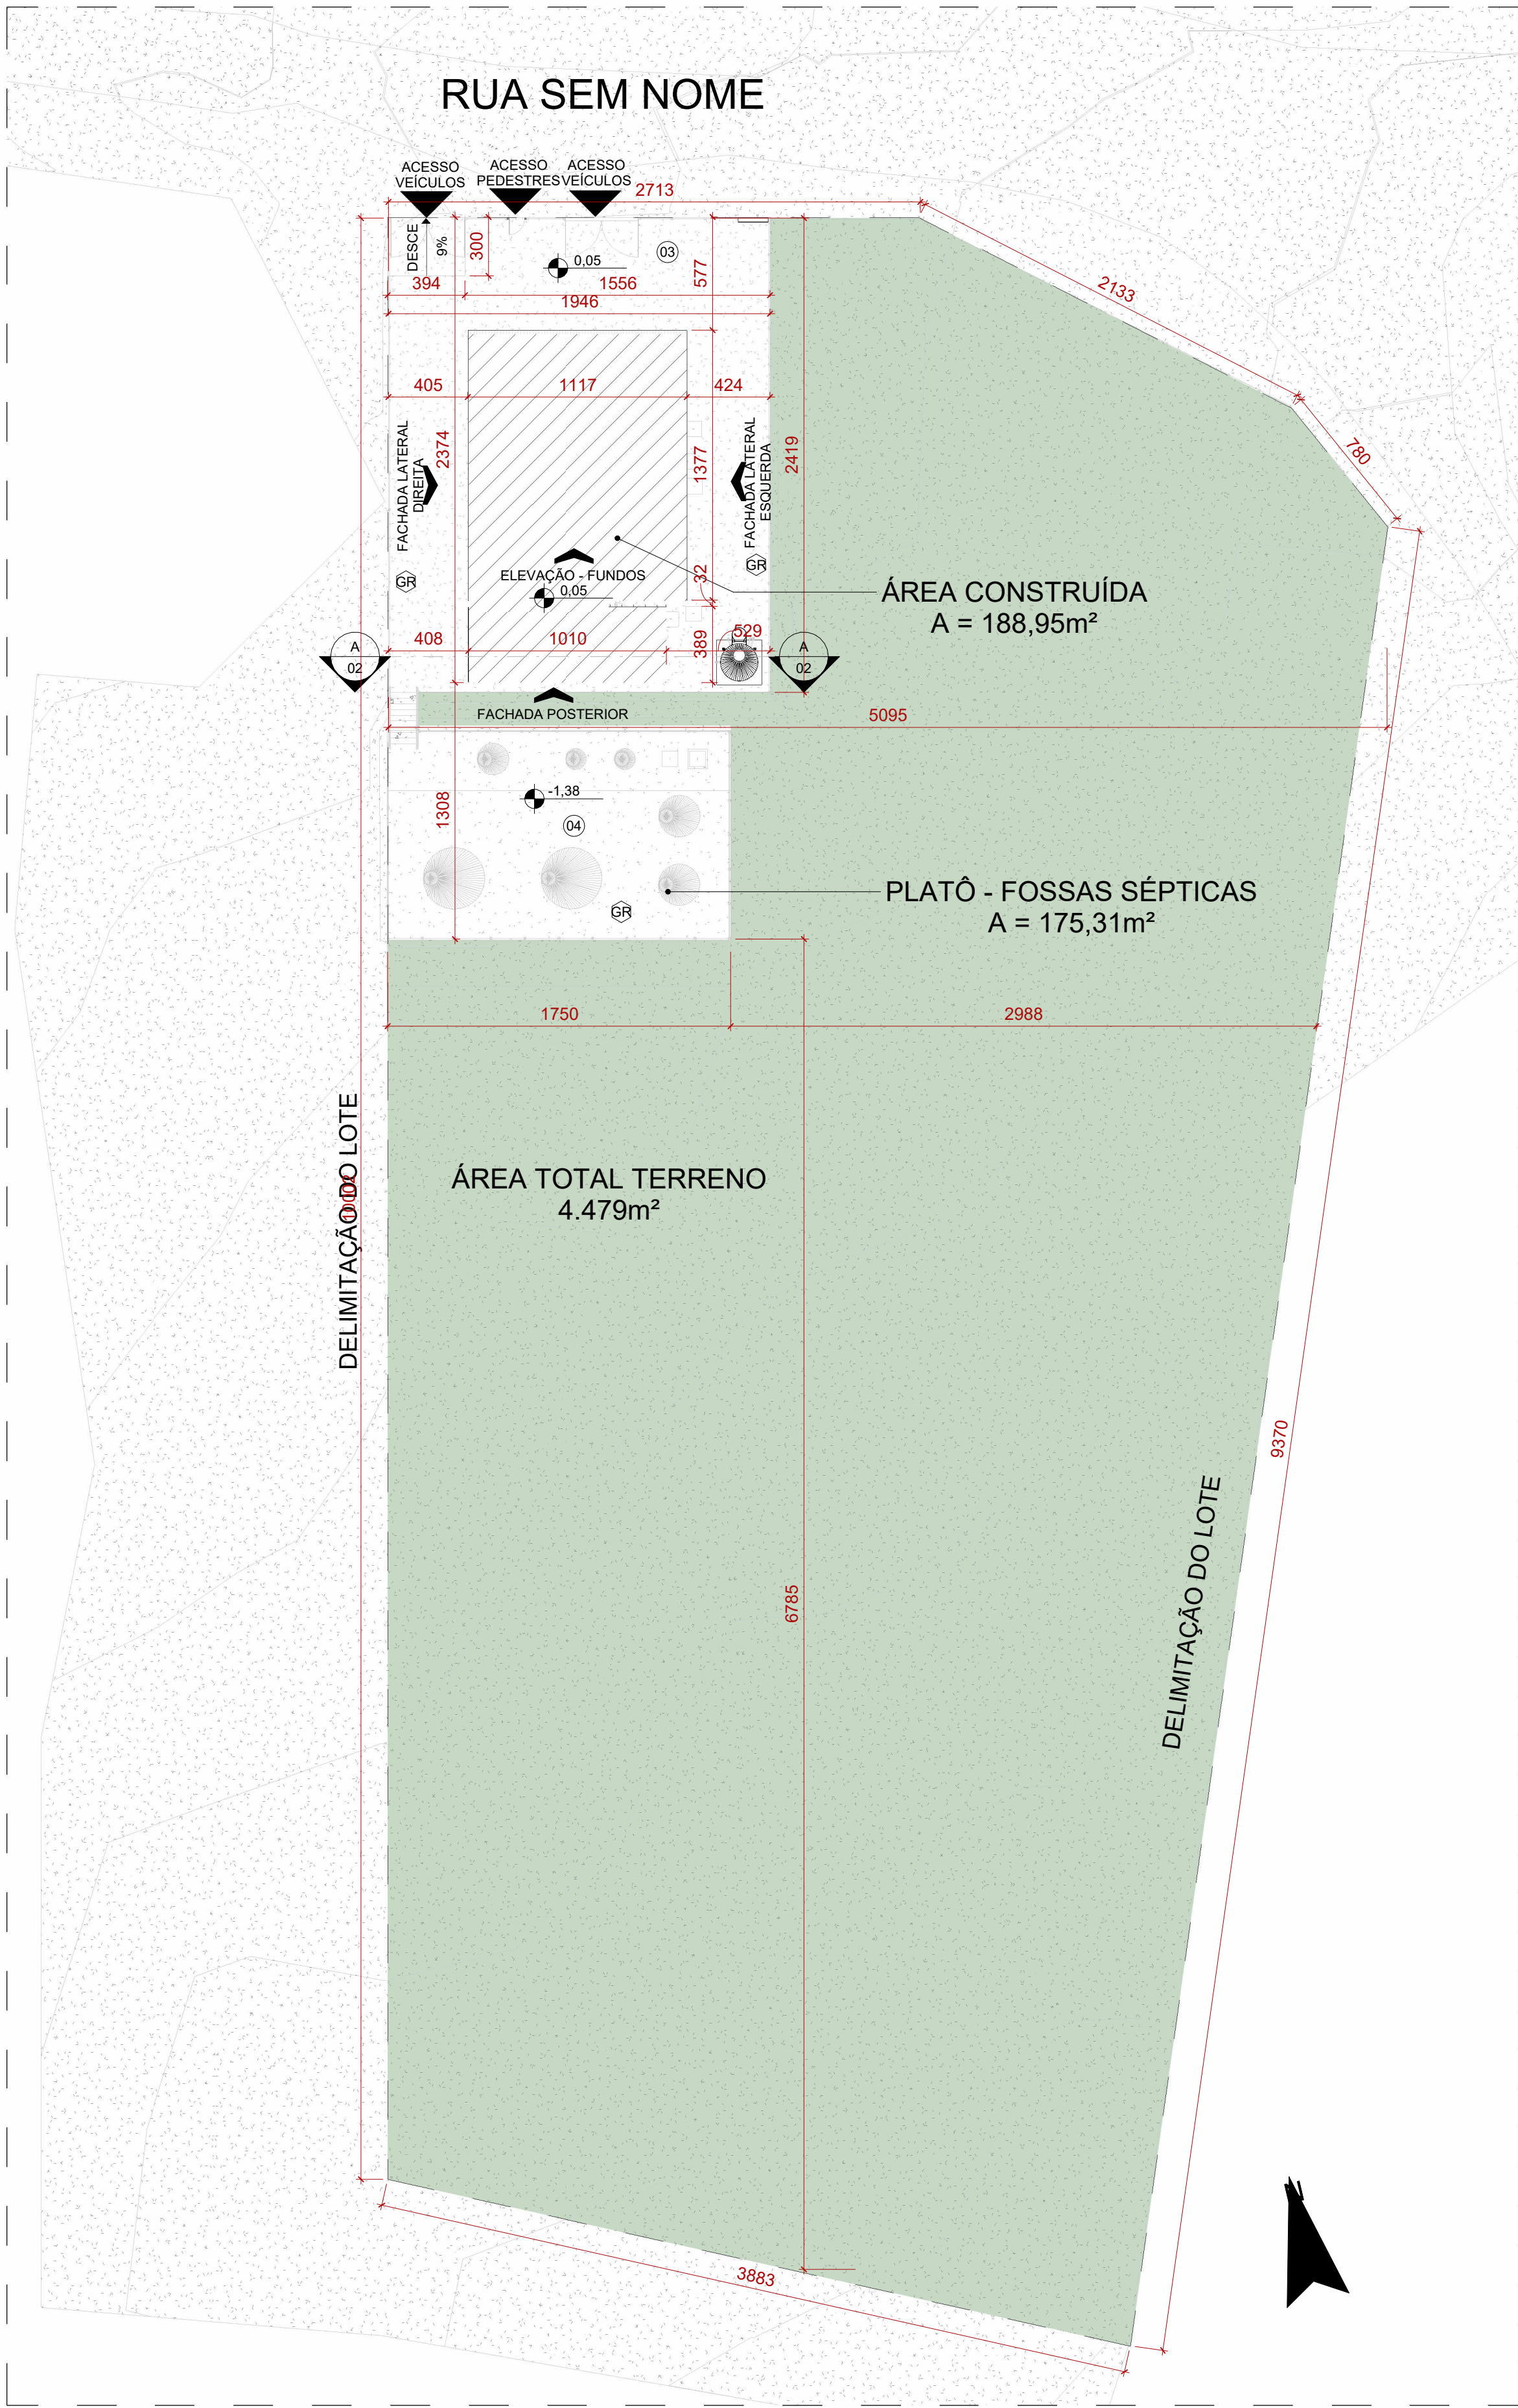 RUA SEM NOME
ACESSO
VEÍCULOS
ACESSO
PEDESTRES
ACESSO
VEÍCULOS
2713
DESCE
9%
300
0,05
03
577
394
1556
1946
2133
405
1117
424
780
FACHADA LATERAL
DIREITA
2374
1377
FACHADA LATERAL
ESQUERDA
2419
GR
ELEVAÇÃO - FUNDOS
0,05
32
GR
ÁREA CONSTRUÍDA
A = 188,95m²
A
02
408
1010
389
529
A
02
FACHADA POSTERIOR
5095
-1,38
04
1308
GR
PLATÔ - FOSSAS SÉPTICAS
A = 175,31m²
1750
2988
DELIMITAÇÃO DO LOTE
10002
ÁREA TOTAL TERRENO
4.479m²
9370
DELIMITAÇÃO DO LOTE
6785
3883
N